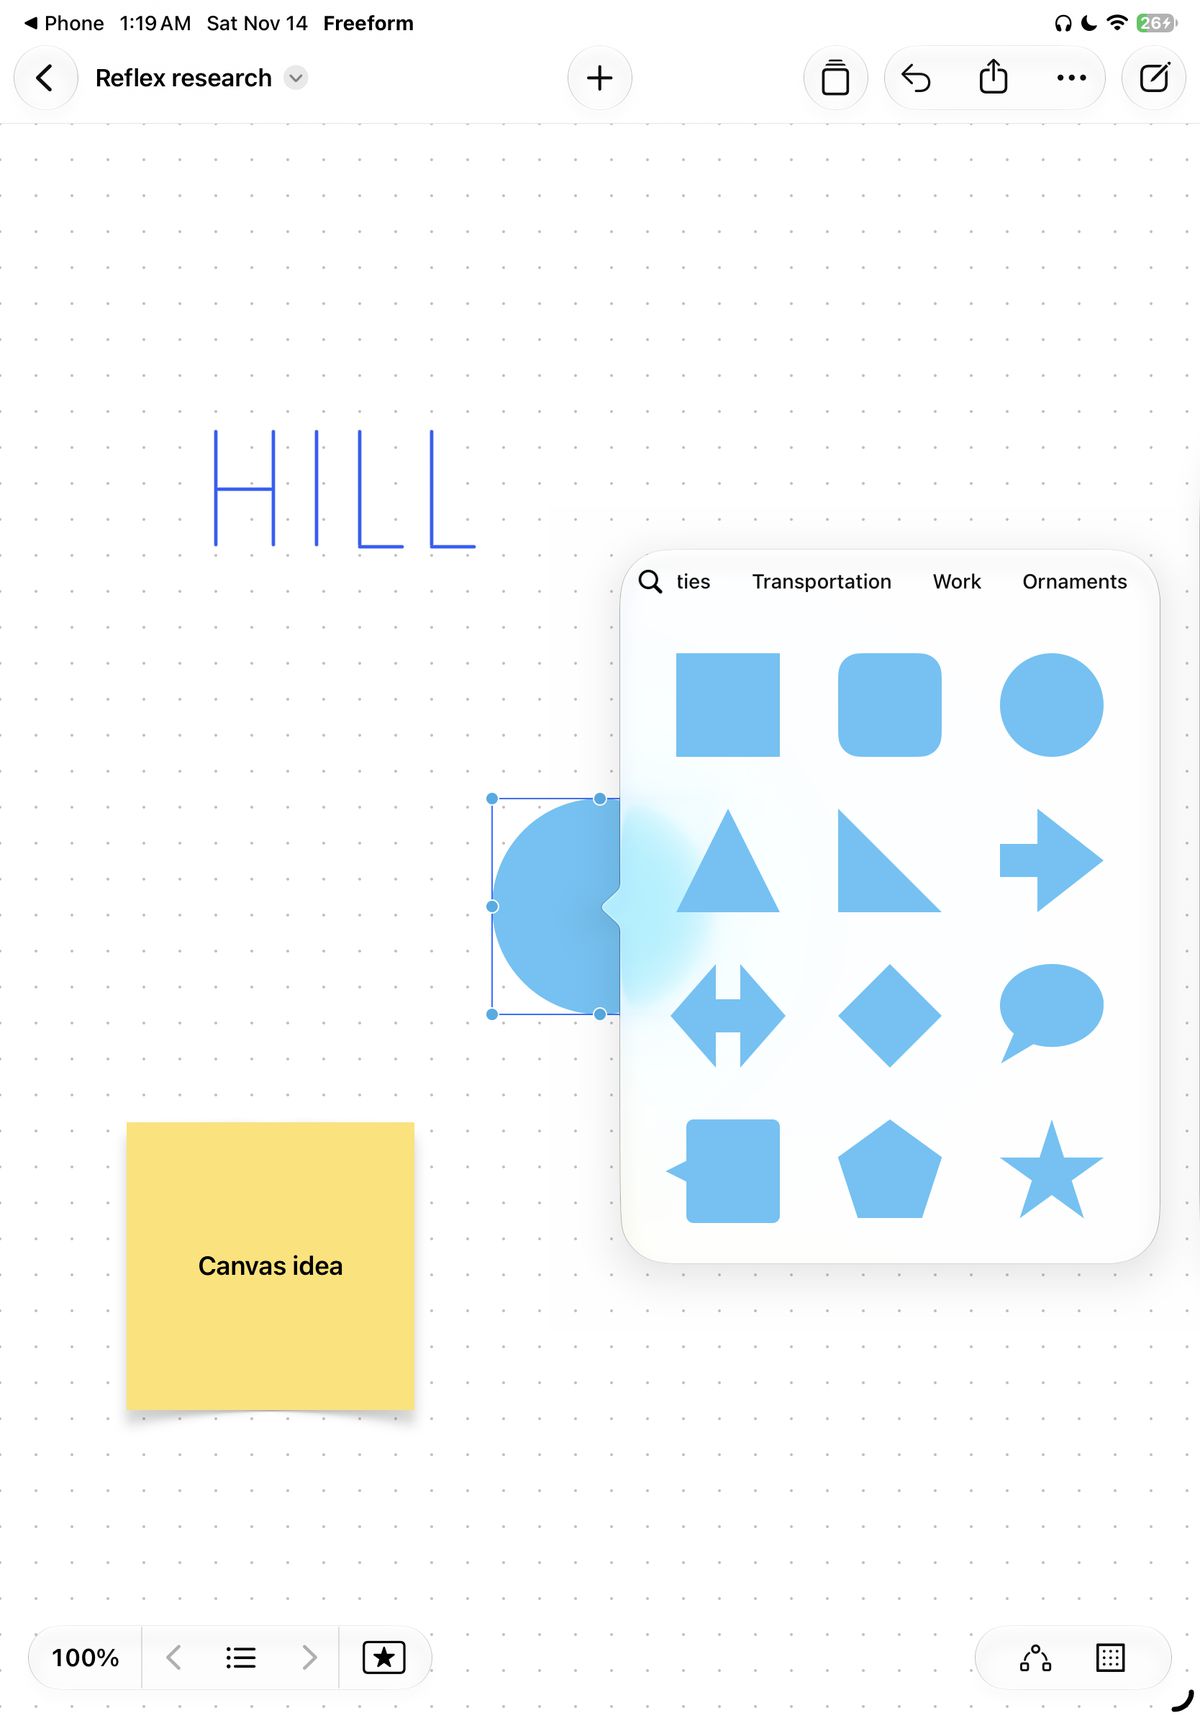 Phone 1:19 AM Sat Nov 14 Freeform
26
Reflex research
HILL
ties Transportation Work Ornaments
Canvas idea
100%